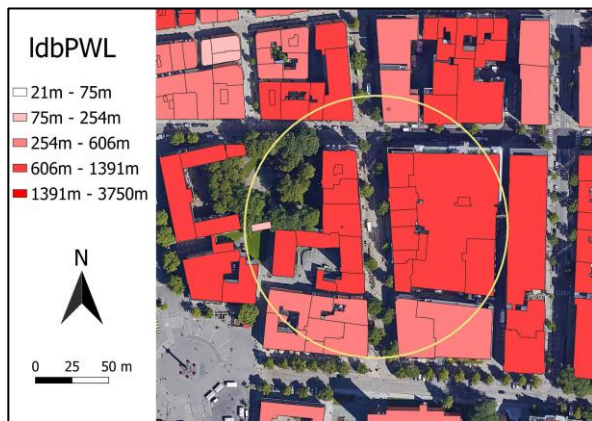 ldbPWL
21m - 75m
75m - 254m
254m - 606m
606m - 1391m
1391m - 3750m
N
0 25 50 m